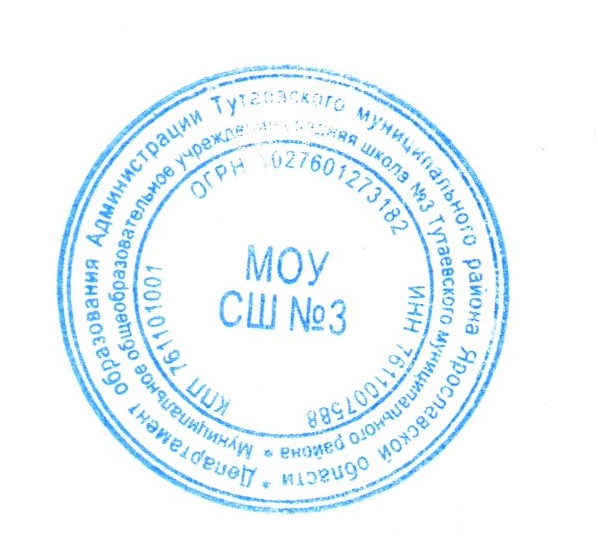 * Департамент образования Администрации Тутаевского муниципального района Ярославской области
* Муниципальное общеобразовательное учреждение средняя школа №3 Тутаевского муниципального района
КПП 761101001 ОГРН 1027601273182 ИНН 7611007588
МОУ
СШ №3